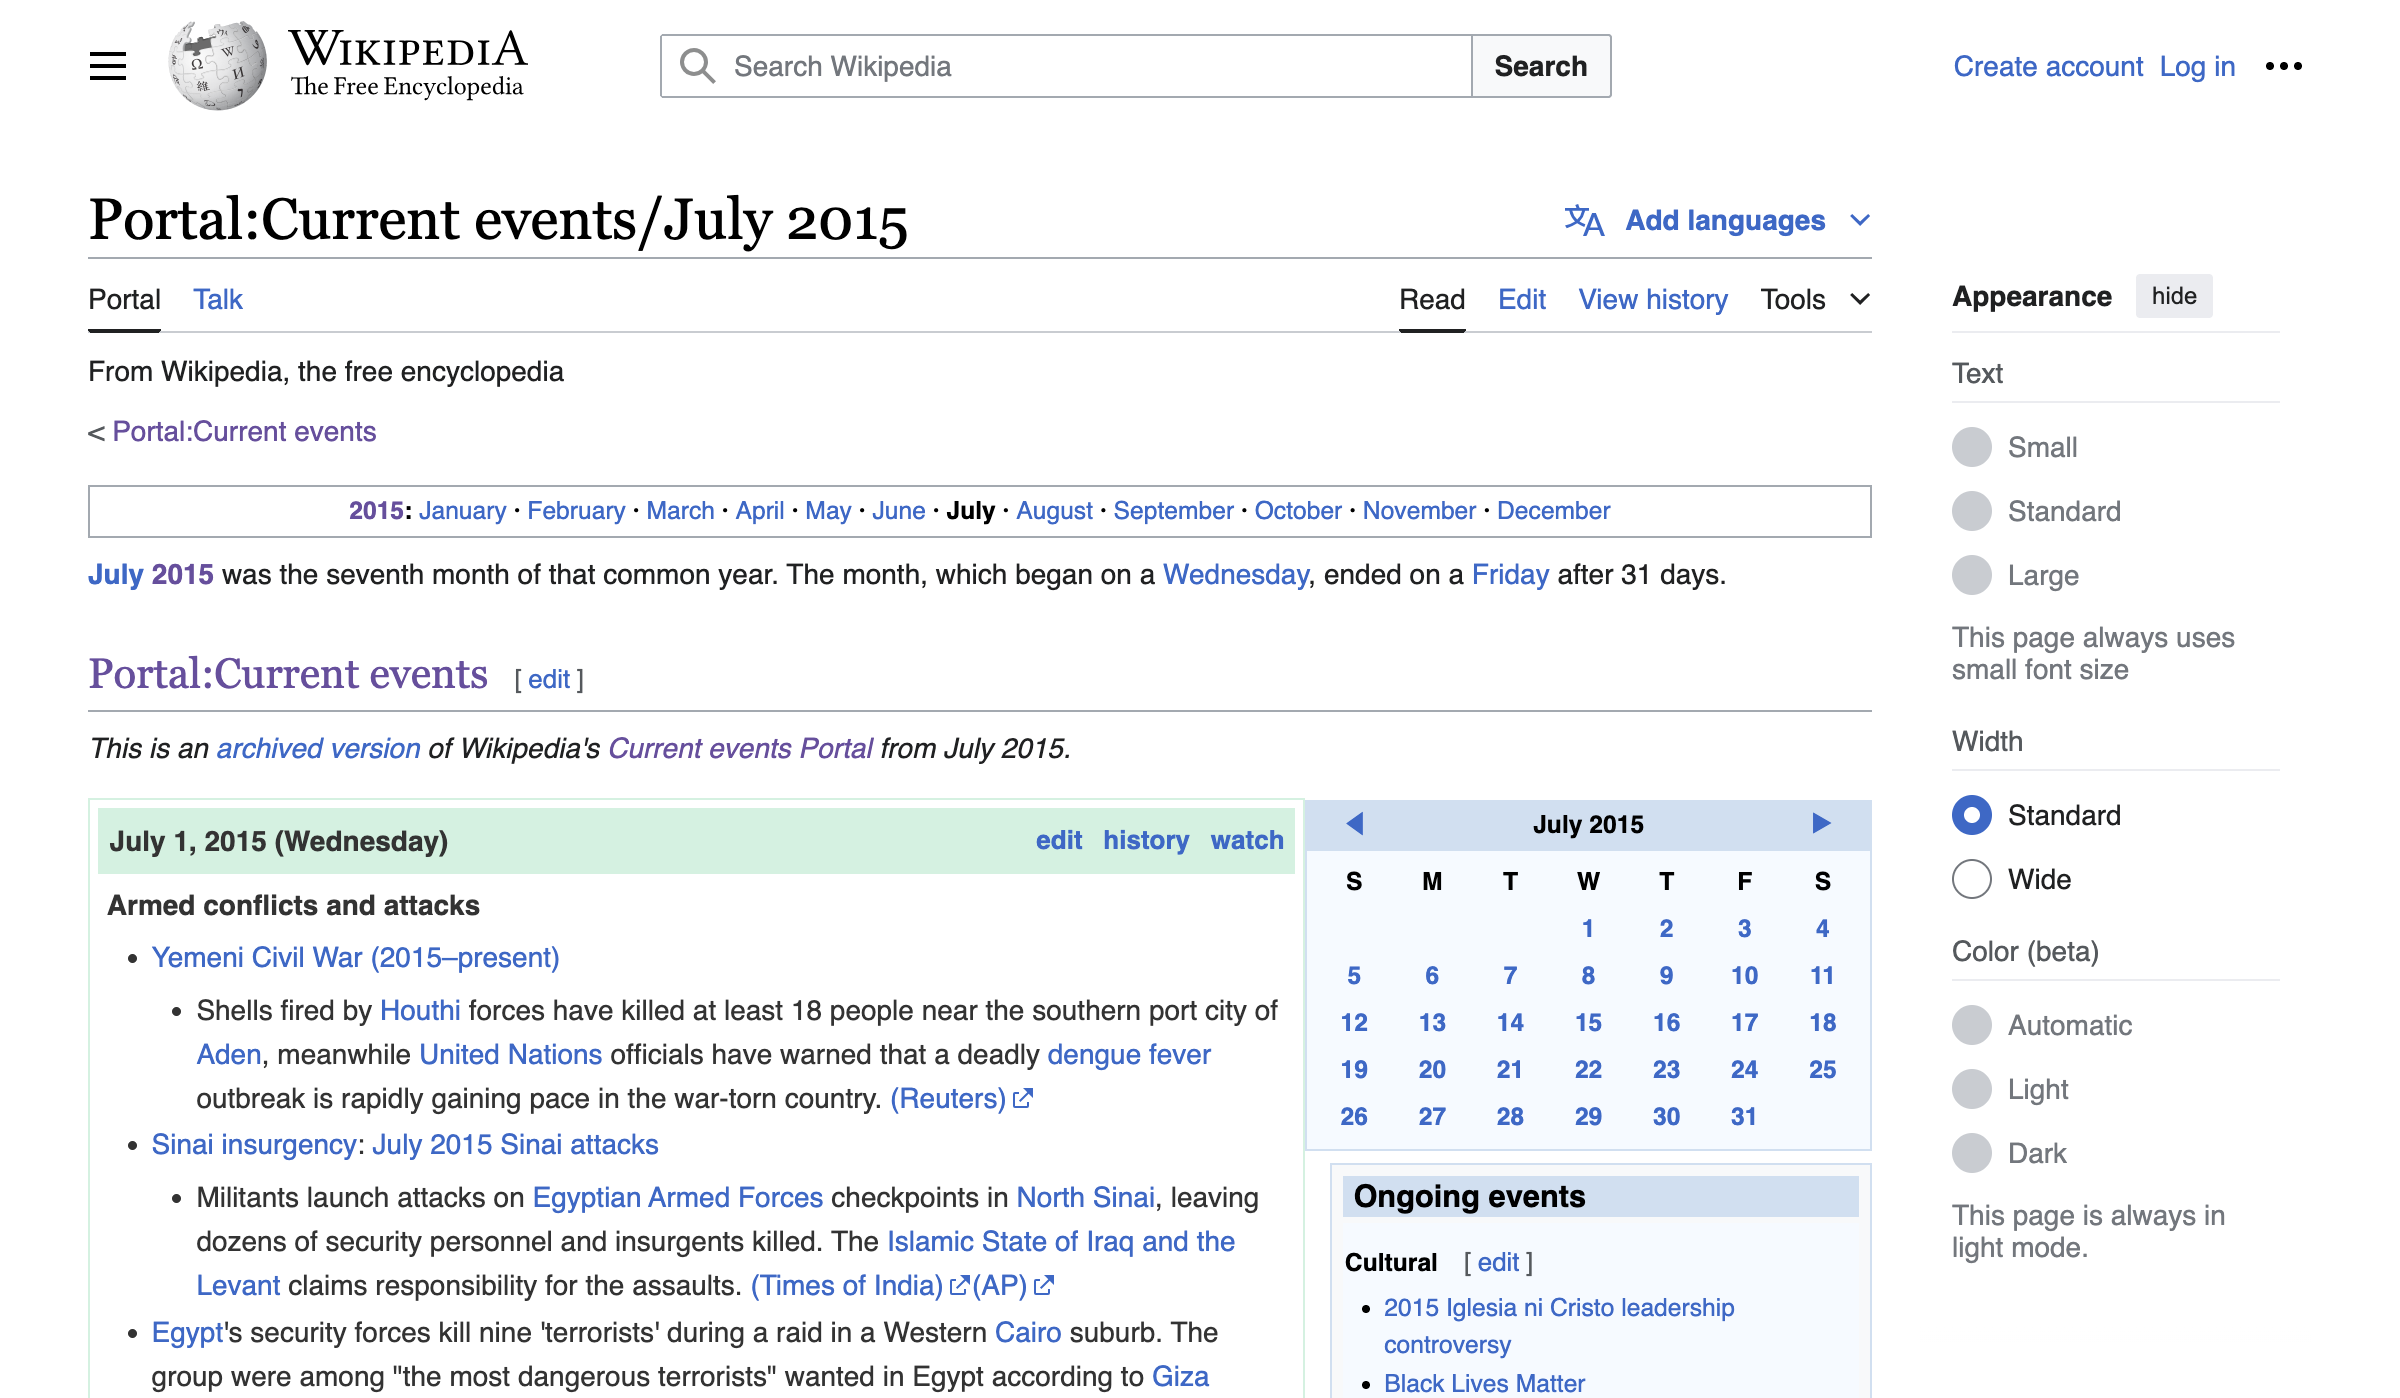 WIKIPEDIA
The Free Encyclopedia
Search Wikipedia
Search
Create account Log in
Portal:Current events/July 2015
Add languages
Portal Talk
Read Edit View history Tools
From Wikipedia, the free encyclopedia
< Portal:Current events
2015: January · February · March · April · May · June · July · August · September · October · November · December
July 2015 was the seventh month of that common year. The month, which began on a Wednesday, ended on a Friday after 31 days.
Portal:Current events [ edit ]
This is an archived version of Wikipedia's Current events Portal from July 2015.
July 1, 2015 (Wednesday) edit history watch
Armed conflicts and attacks
• Yemeni Civil War (2015–present)
• Shells fired by Houthi forces have killed at least 18 people near the southern port city of
Aden, meanwhile United Nations officials have warned that a deadly dengue fever
outbreak is rapidly gaining pace in the war-torn country. (Reuters)
• Sinai insurgency: July 2015 Sinai attacks
• Militants launch attacks on Egyptian Armed Forces checkpoints in North Sinai, leaving
dozens of security personnel and insurgents killed. The Islamic State of Iraq and the
Levant claims responsibility for the assaults. (Times of India) (AP)
• Egypt's security forces kill nine 'terrorists' during a raid in a Western Cairo suburb. The
group were among "the most dangerous terrorists" wanted in Egypt according to Giza
July 2015
S M T W T F S
1 2 3 4
5 6 7 8 9 10 11
12 13 14 15 16 17 18
19 20 21 22 23 24 25
26 27 28 29 30 31
Ongoing events
Cultural [ edit ]
• 2015 Iglesia ni Cristo leadership
controversy
• Black Lives Matter
Appearance hide
Text
Small
Standard
Large
This page always uses
small font size
Width
Standard
Wide
Color (beta)
Automatic
Light
Dark
This page is always in
light mode.